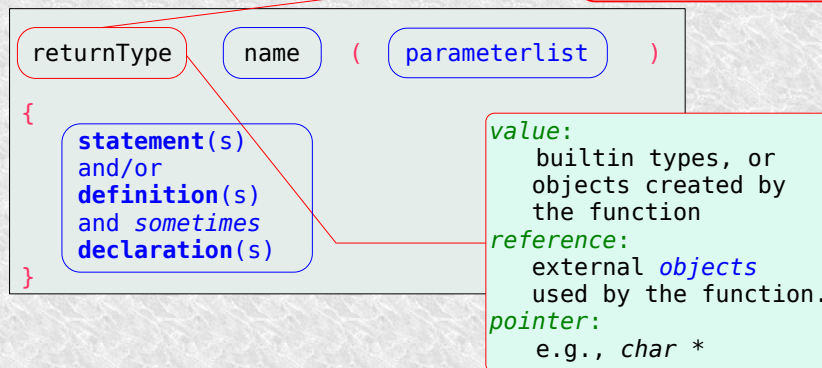 returnType name ( parameterlist )
{
statement(s)
and/or
definition(s)
and sometimes
declaration(s)
}
value:
builtin types, or
objects created by
the function
reference:
external objects
used by the function.
pointer:
e.g., char *